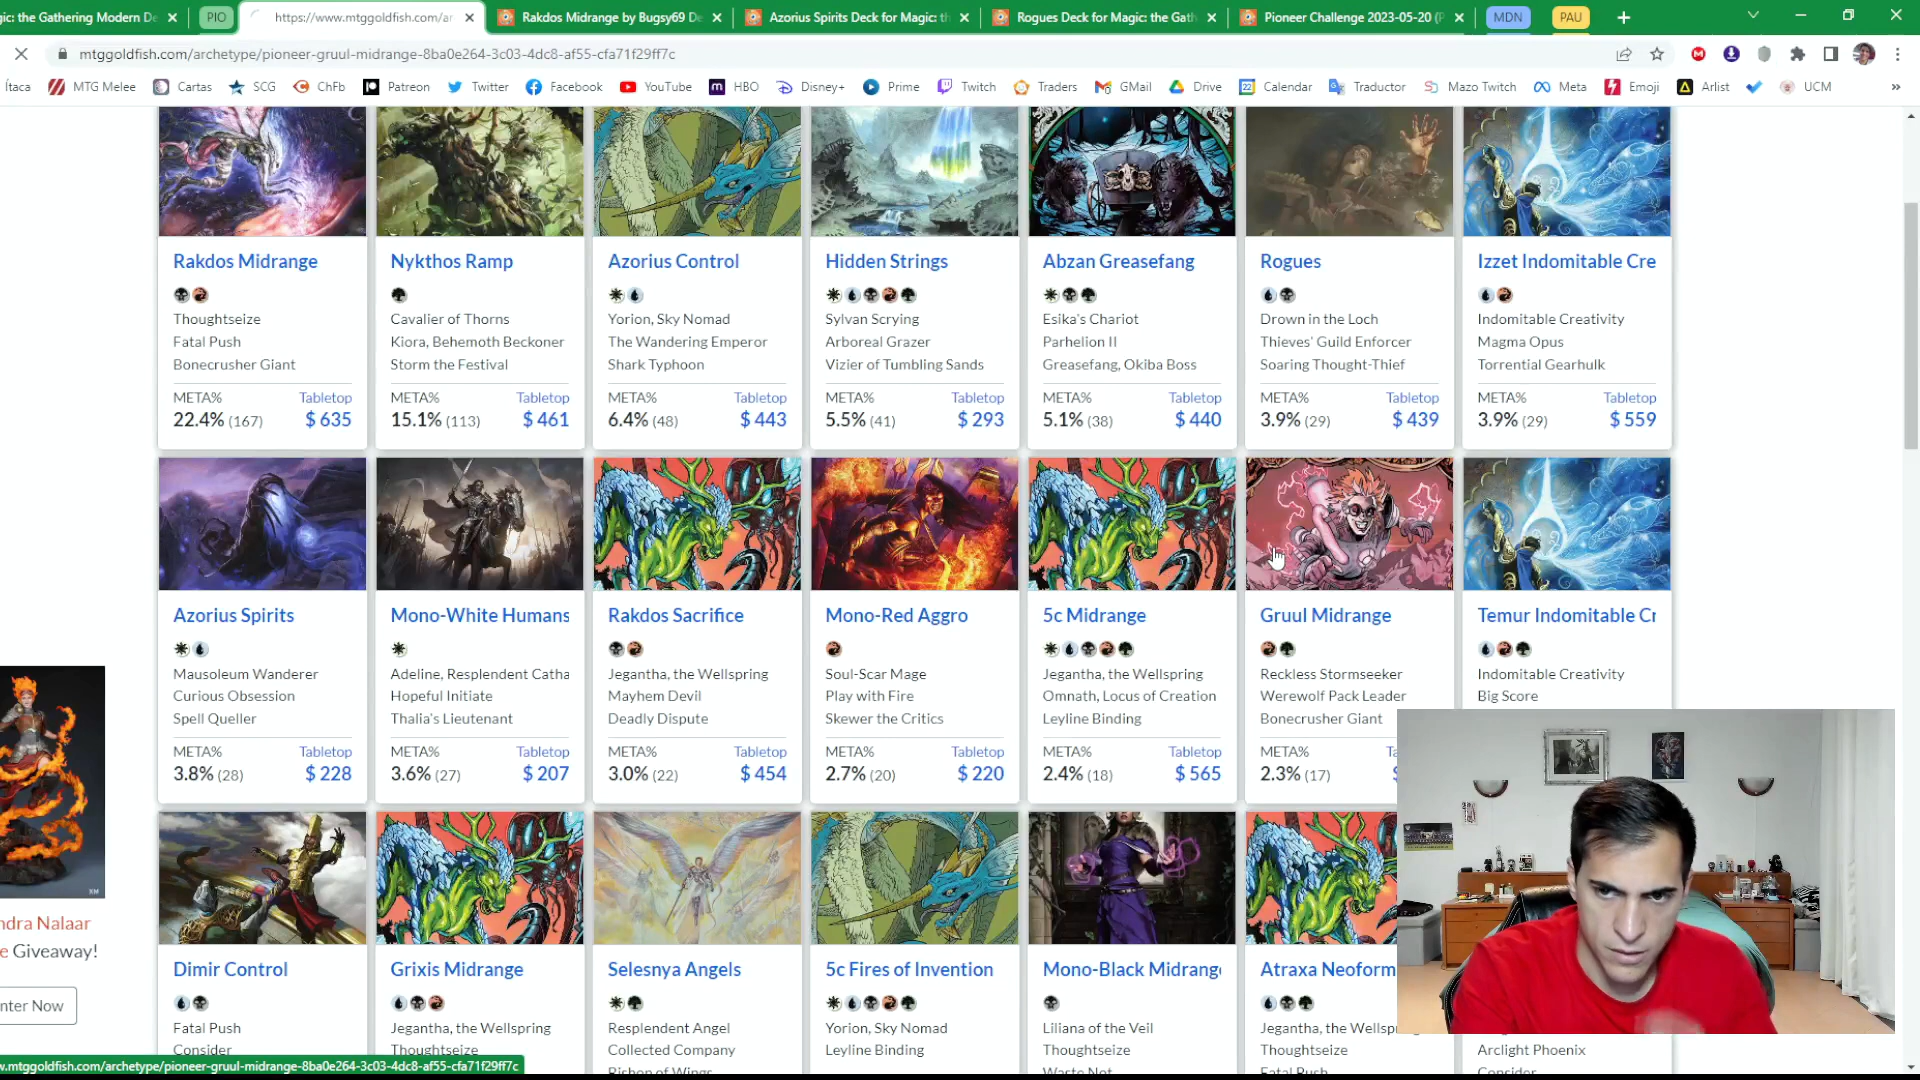 gic: the Gathering Modern De
PIO
https://www.mtggoldfish.com/ar
Rakdos Midrange by Bugsy69 De
Azorius Spirits Deck for Magic: th
Rogues Deck for Magic: the Gath
Pioneer Challenge 2023-05-20 (P
MDN
PAU
mtggoldfish.com/archetype/pioneer-gruul-midrange-8ba0e264-3c03-4dc8-af55-cfa71f29ff7c
Ítaca
MTG Melee
Cartas
SCG
ChFb
Patreon
Twitter
Facebook
YouTube
HBO
Disney+
Prime
Twitch
Traders
GMail
Drive
Calendar
Traductor
Mazo Twitch
Meta
Emoji
Arlist
UCM
Rakdos Midrange
Thoughtseize
Fatal Push
Bonecrusher Giant
META% Tabletop
22.4% (167) $ 635
Nykthos Ramp
Cavalier of Thorns
Kiora, Behemoth Beckoner
Storm the Festival
META% Tabletop
15.1% (113) $ 461
Azorius Control
Yorion, Sky Nomad
The Wandering Emperor
Shark Typhoon
META% Tabletop
6.4% (48) $ 443
Hidden Strings
Sylvan Scrying
Arboreal Grazer
Vizier of Tumbling Sands
META% Tabletop
5.5% (41) $ 293
Abzan Greasefang
Esika's Chariot
Parhelion II
Greasefang, Okiba Boss
META% Tabletop
5.1% (38) $ 440
Rogues
Drown in the Loch
Thieves' Guild Enforcer
Soaring Thought-Thief
META% Tabletop
3.9% (29) $ 439
Izzet Indomitable Cre
Indomitable Creativity
Magma Opus
Torrential Gearhulk
META% Tabletop
3.9% (29) $ 559
Azorius Spirits
Mausoleum Wanderer
Curious Obsession
Spell Queller
META% Tabletop
3.8% (28) $ 228
Mono-White Humans
Adeline, Resplendent Catha
Hopeful Initiate
Thalia's Lieutenant
META% Tabletop
3.6% (27) $ 207
Rakdos Sacrifice
Jegantha, the Wellspring
Mayhem Devil
Deadly Dispute
META% Tabletop
3.0% (22) $ 454
Mono-Red Aggro
Soul-Scar Mage
Play with Fire
Skewer the Critics
META% Tabletop
2.7% (20) $ 220
5c Midrange
Jegantha, the Wellspring
Omnath, Locus of Creation
Leyline Binding
META% Tabletop
2.4% (18) $ 565
Gruul Midrange
Reckless Stormseeker
Werewolf Pack Leader
Bonecrusher Giant
META% Ta
2.3% (17) $
Temur Indomitable Cr
Indomitable Creativity
Big Score
Dimir Control
Fatal Push
Consider
Grixis Midrange
Jegantha, the Wellspring
Thoughtseize
Selesnya Angels
Resplendent Angel
Collected Company
Bishop of Wings
5c Fires of Invention
Yorion, Sky Nomad
Leyline Binding
Mono-Black Midrange
Liliana of the Veil
Thoughtseize
Waste Not
Atraxa Neoform
Jegantha, the Wellspr
Thoughtseize
Fatal Push
Arclight Phoenix
Consider
ndra Nalaar
e Giveaway!
nter Now
w.mtggoldfish.com/archetype/pioneer-gruul-midrange-8ba0e264-3c03-4dc8-af55-cfa71f29ff7c